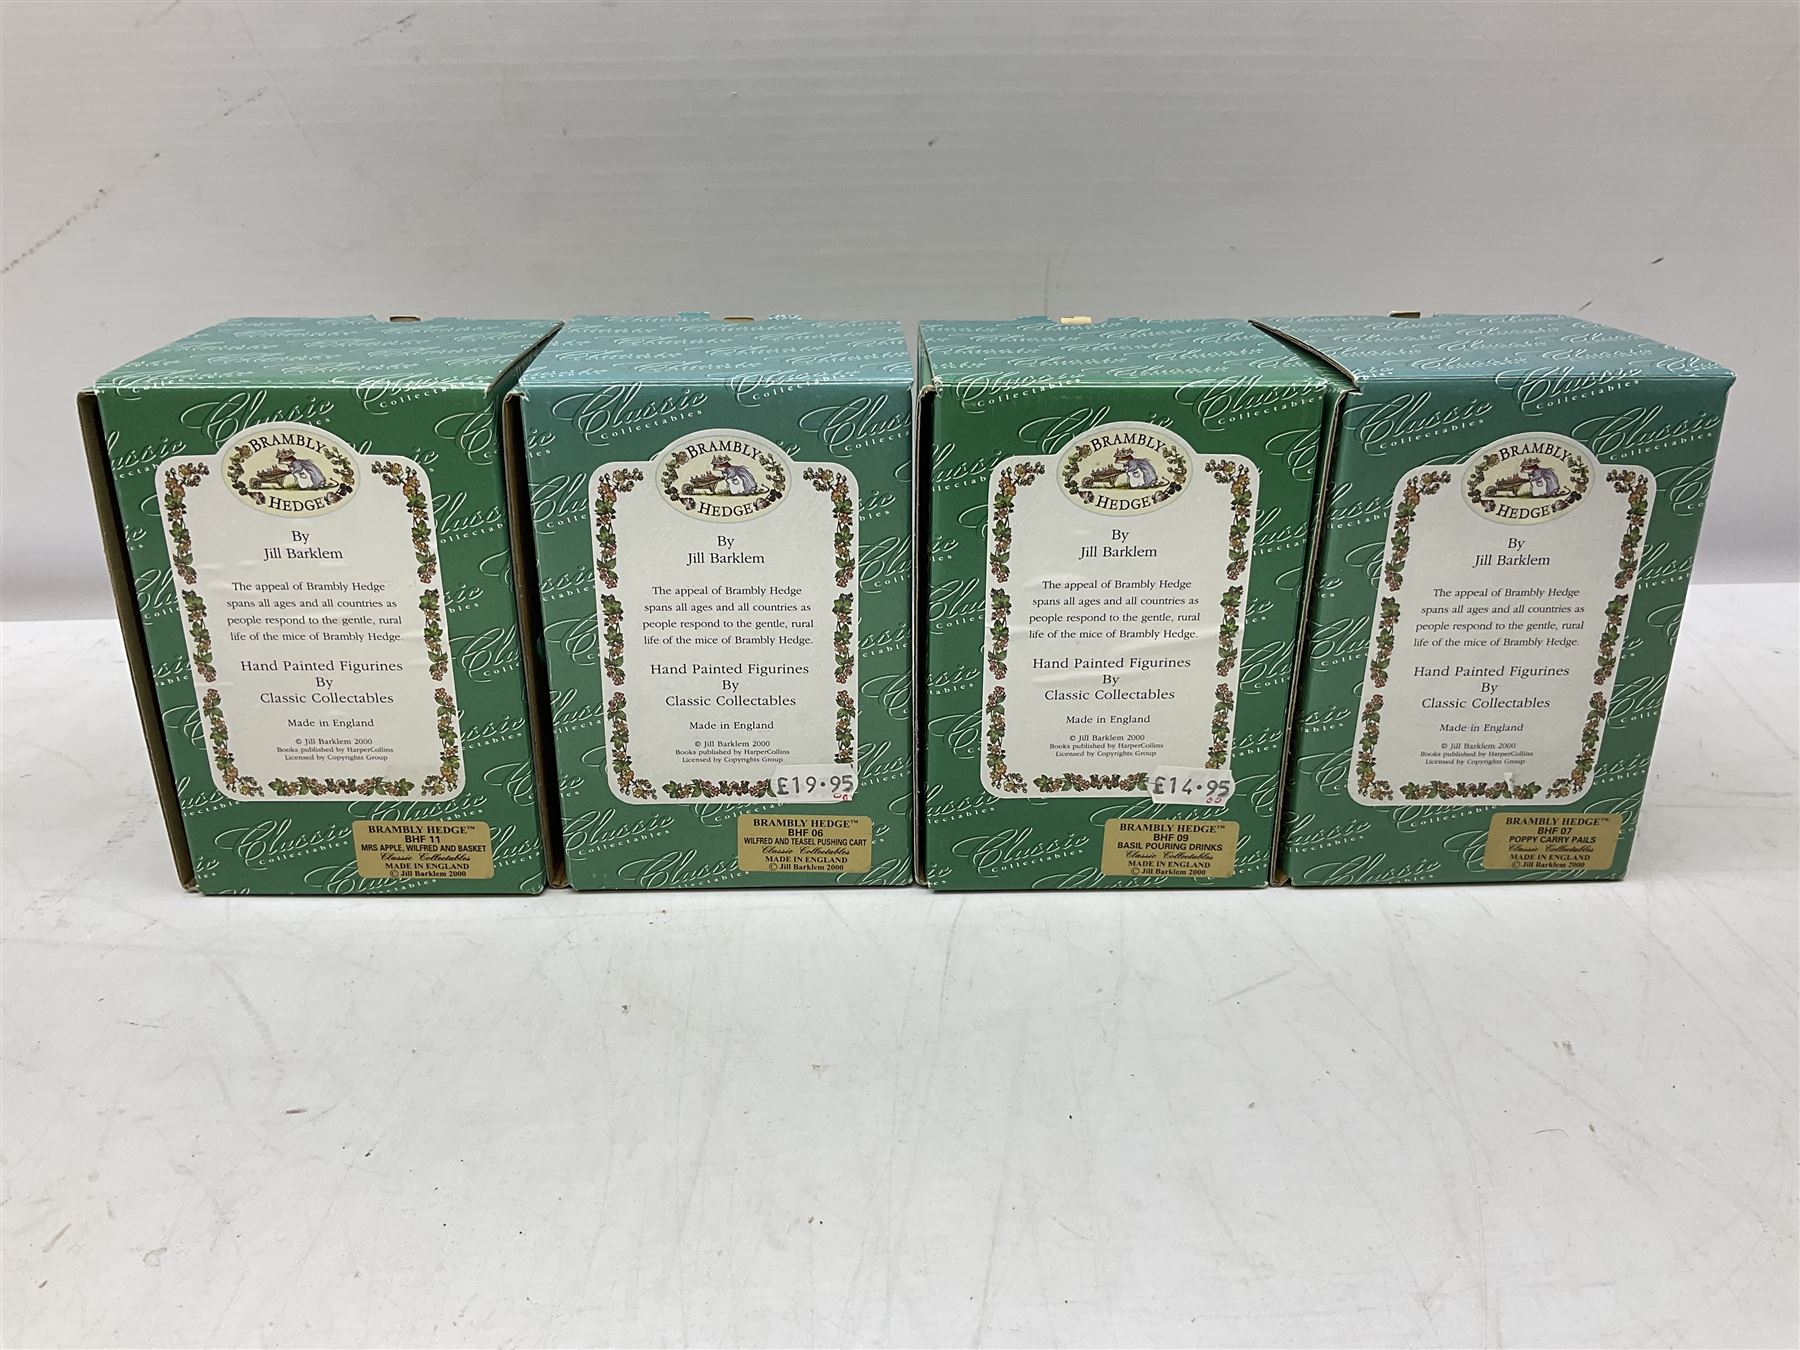 BRAMBLY
HEDGE
By
Jill Barklem
The appeal of Brambly Hedge
spans all ages and all countries as
people respond to the gentle, rural
life of the mice of Brambly Hedge.
Hand Painted Figurines
By
Classic Collectables
Made in England
© Jill Barklem 2000
Books published by HarperCollins
Licensed by Copyrights Group
BRAMBLY HEDGE™
BHF 11
MRS APPLE, WILFRED AND BASKET
Classic Collectables
MADE IN ENGLAND
© Jill Barklem 2000
BRAMBLY
HEDGE
By
Jill Barklem
The appeal of Brambly Hedge
spans all ages and all countries as
people respond to the gentle, rural
life of the mice of Brambly Hedge.
Hand Painted Figurines
By
Classic Collectables
Made in England
© Jill Barklem 2000
Books published by HarperCollins
Licensed by Copyrights Group
£19.95
BRAMBLY HEDGE™
BHF 06
WILFRED AND TEASEL PUSHING CART
Classic Collectables
MADE IN ENGLAND
© Jill Barklem 2000
BRAMBLY
HEDGE
By
Jill Barklem
The appeal of Brambly Hedge
spans all ages and all countries as
people respond to the gentle, rural
life of the mice of Brambly Hedge.
Hand Painted Figurines
By
Classic Collectables
Made in England
© Jill Barklem 2000
Books published by HarperCollins
Licensed by Copyrights Group
£14.95
BRAMBLY HEDGE™
BHF 09
BASIL POURING DRINKS
Classic Collectables
MADE IN ENGLAND
© Jill Barklem 2000
BRAMBLY
HEDGE
By
Jill Barklem
The appeal of Brambly Hedge
spans all ages and all countries as
people respond to the gentle, rural
life of the mice of Brambly Hedge.
Hand Painted Figurines
By
Classic Collectables
Made in England
© Jill Barklem 2000
Books published by HarperCollins
Licensed by Copyrights Group
BRAMBLY HEDGE™
BHF 07
POPPY CARRY PAILS
Classic Collectables
MADE IN ENGLAND
© Jill Barklem 2000